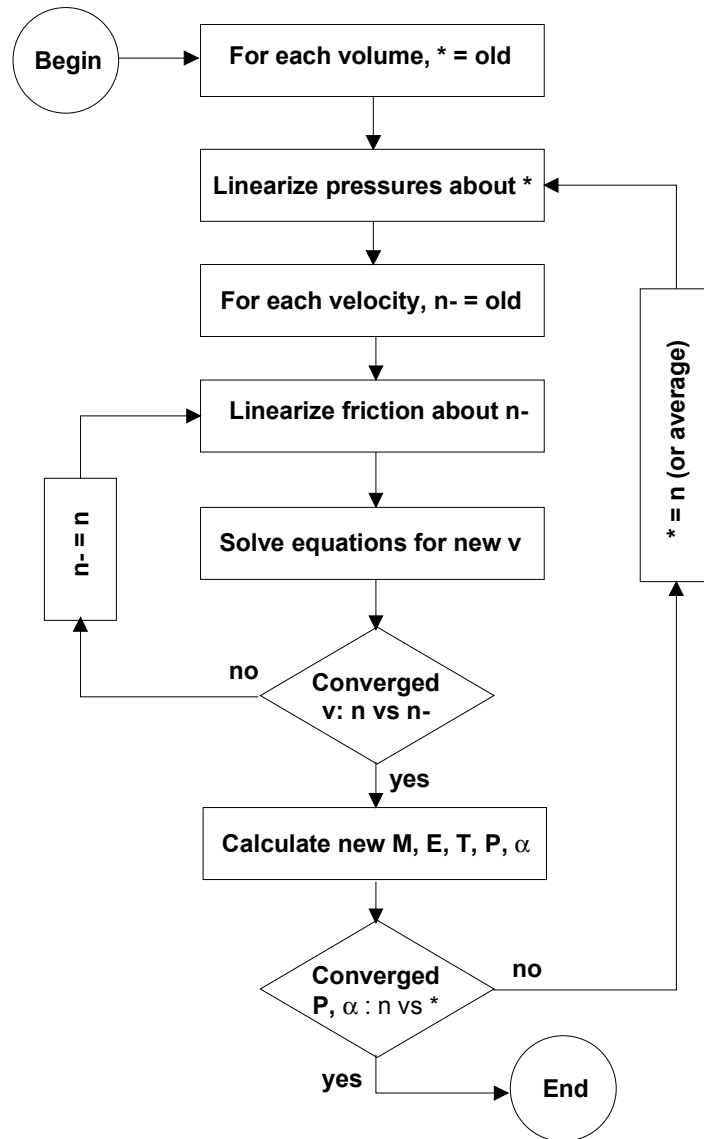 Begin
For each volume, * = old
Linearize pressures about *
For each velocity, n- = old
Linearize friction about n-
n- = n
* = n (or average)
Solve equations for new v
no
Converged
v: n vs n-
yes
Calculate new M, E, T, P, α
Converged
P, α : n vs *
no
yes
End